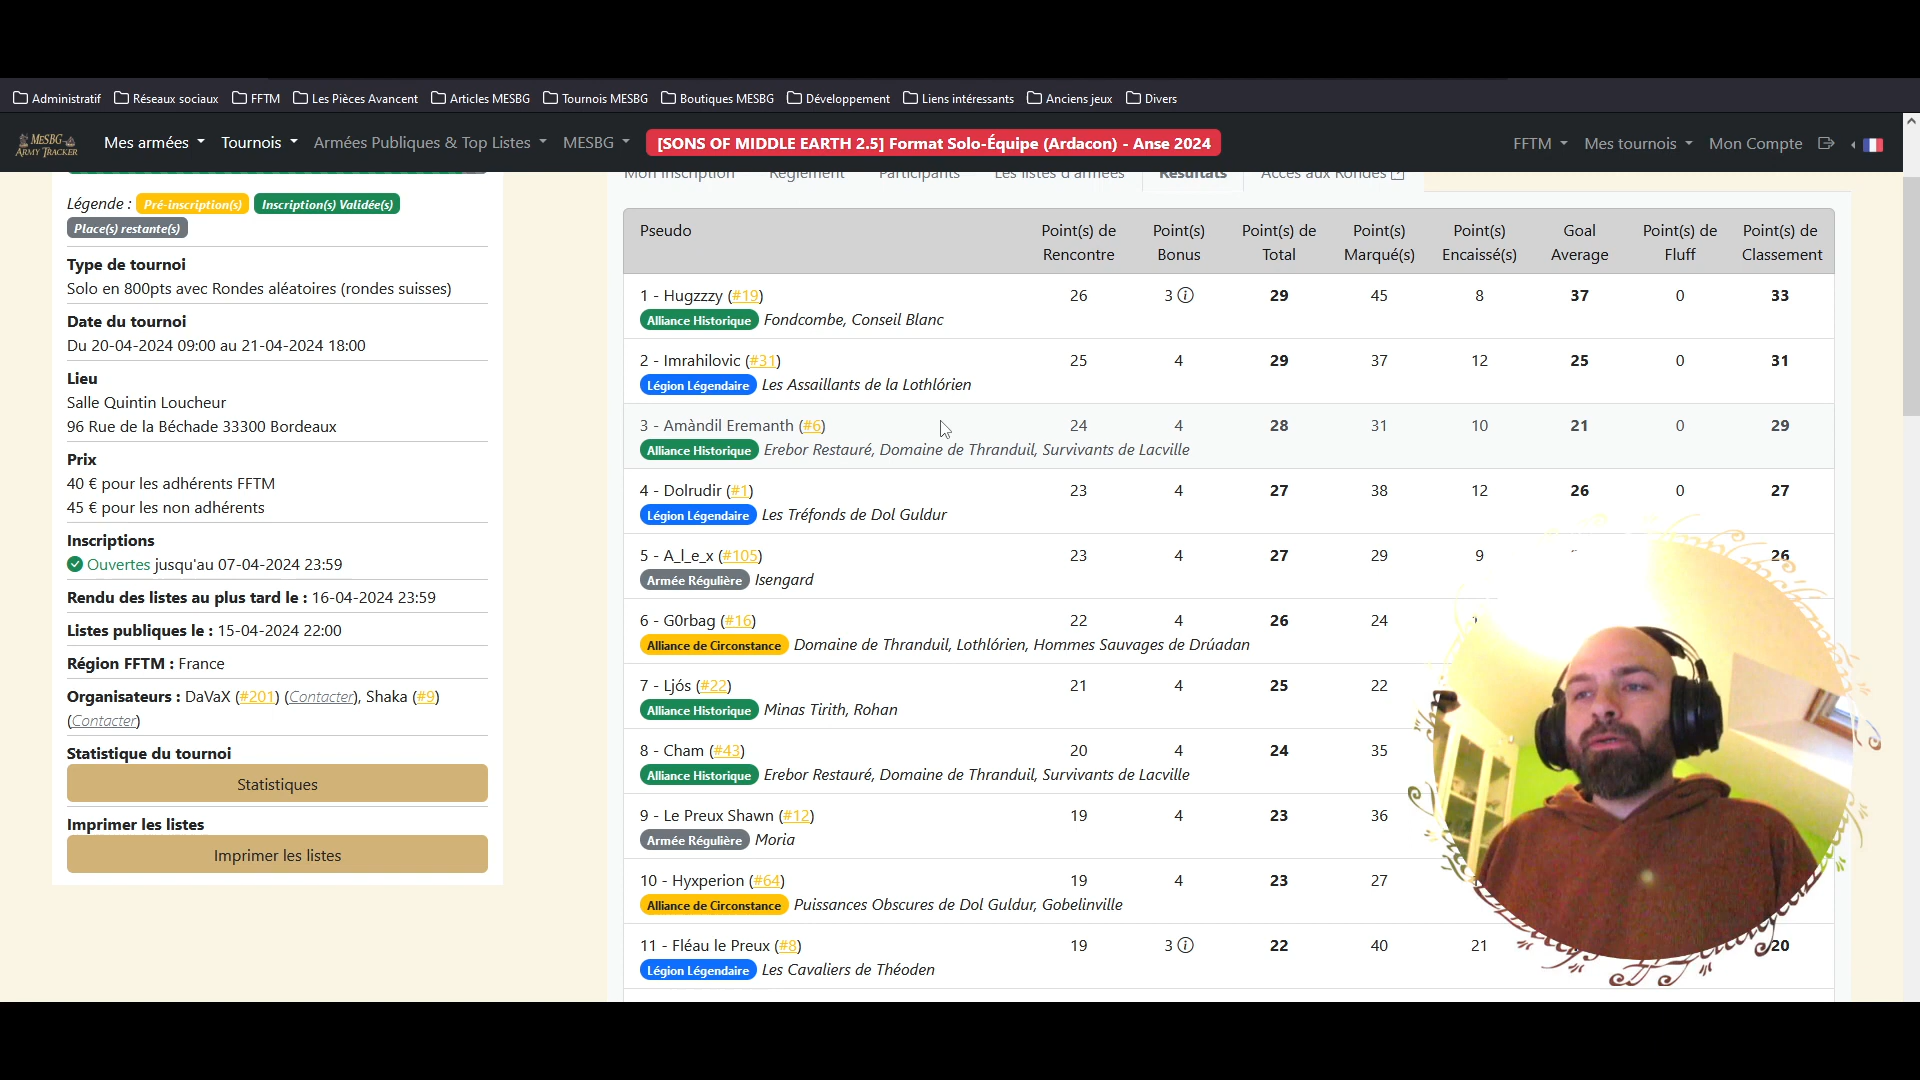 Administratif Réseaux sociaux FFTM Les Pièces Avancent Articles MESBG Tournois MESBG Boutiques MESBG Développement Liens intéressants Anciens jeux Divers
MESBG ARMY TRACKER Mes armées Tournois Armées Publiques & Top Listes MESBG [SONS OF MIDDLE EARTH 2.5] Format Solo-Équipe (Ardacon) - Anse 2024 FFTM Mes tournois Mon Compte
Mon inscription Règlement Participants Les listes d'armées Résultats Accès aux Rondes
Légende : Pré-inscription(s) Inscription(s) Validée(s)
Place(s) restante(s)
Type de tournoi
Solo en 800pts avec Rondes aléatoires (rondes suisses)
Date du tournoi
Du 20-04-2024 09:00 au 21-04-2024 18:00
Lieu
Salle Quintin Loucheur
96 Rue de la Béchade 33300 Bordeaux
Prix
40 € pour les adhérents FFTM
45 € pour les non adhérents
Inscriptions
Ouvertes jusqu'au 07-04-2024 23:59
Rendu des listes au plus tard le : 16-04-2024 23:59
Listes publiques le : 15-04-2024 22:00
Région FFTM : France
Organisateurs : DaVaX (#201) (Contacter), Shaka (#9)
(Contacter)
Statistique du tournoi
Statistiques
Imprimer les listes
Imprimer les listes
Pseudo Point(s) de Rencontre Point(s) Bonus Point(s) de Total Point(s) Marqué(s) Point(s) Encaissé(s) Goal Average Point(s) de Fluff Point(s) de Classement
1 - Hugzzzy (#19) 26 3 29 45 8 37 0 33
Alliance Historique Fondcombe, Conseil Blanc
2 - Imrahilovic (#31) 25 4 29 37 12 25 0 31
Légion Légendaire Les Assaillants de la Lothlórien
3 - Amàndil Eremanth (#6) 24 4 28 31 10 21 0 29
Alliance Historique Erebor Restauré, Domaine de Thranduil, Survivants de Lacville
4 - Dolrudir (#1) 23 4 27 38 12 26 0 27
Légion Légendaire Les Tréfonds de Dol Guldur
5 - A_l_e_x (#105) 23 4 27 29 9 26
Armée Régulière Isengard
6 - G0rbag (#16) 22 4 26 24
Alliance de Circonstance Domaine de Thranduil, Lothlórien, Hommes Sauvages de Drúadan
7 - Ljós (#22) 21 4 25 22
Alliance Historique Minas Tirith, Rohan
8 - Cham (#43) 20 4 24 35
Alliance Historique Erebor Restauré, Domaine de Thranduil, Survivants de Lacville
9 - Le Preux Shawn (#12) 19 4 23 36
Armée Régulière Moria
10 - Hyxperion (#64) 19 4 23 27
Alliance de Circonstance Puissances Obscures de Dol Guldur, Gobelinville
11 - Fléau le Preux (#8) 19 3 22 40 21 20
Légion Légendaire Les Cavaliers de Théoden